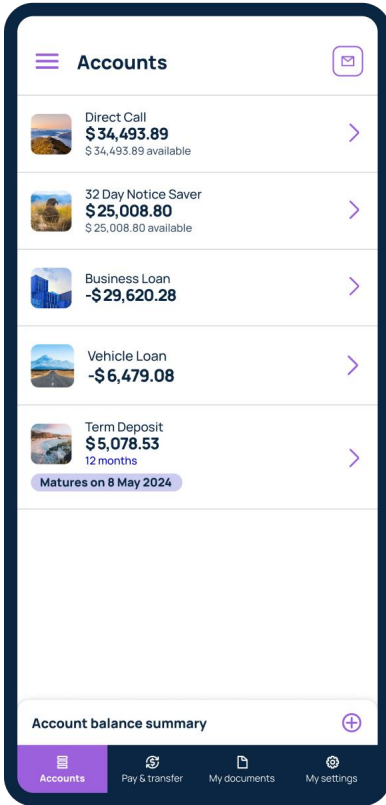 Accounts
Direct Call
$34,493.89
$34,493.89 available
32 Day Notice Saver
$25,008.80
$25,008.80 available
Business Loan
-$29,620.28
Vehicle Loan
-$6,479.08
Term Deposit
$5,078.53
12 months
Matures on 8 May 2024
Account balance summary
Accounts
Pay & transfer
My documents
My settings